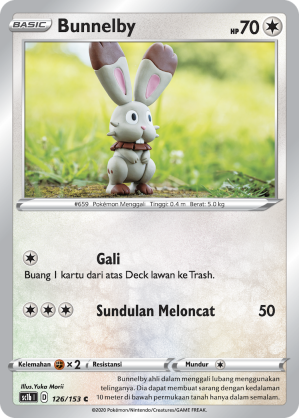 BASIC Bunnelby HP 70
#659 Pokémon Menggali Tinggi: 0.4 m Berat: 5.0 kg
Gali
Buang 1 kartu dari atas Deck lawan ke Trash.
Sundulan Meloncat 50
Kelemahan ×2 Resistansi Mundur
Illus. Yuka Morii
Bunnelby ahli dalam menggali lubang menggunakan
telinganya. Dia dapat membuat sarang dengan kedalaman
10 m di bawah permukaan tanah hanya dalam semalam.
sc1b I D 126/153 C
©2020 Pokémon/Nintendo/Creatures/GAME FREAK.